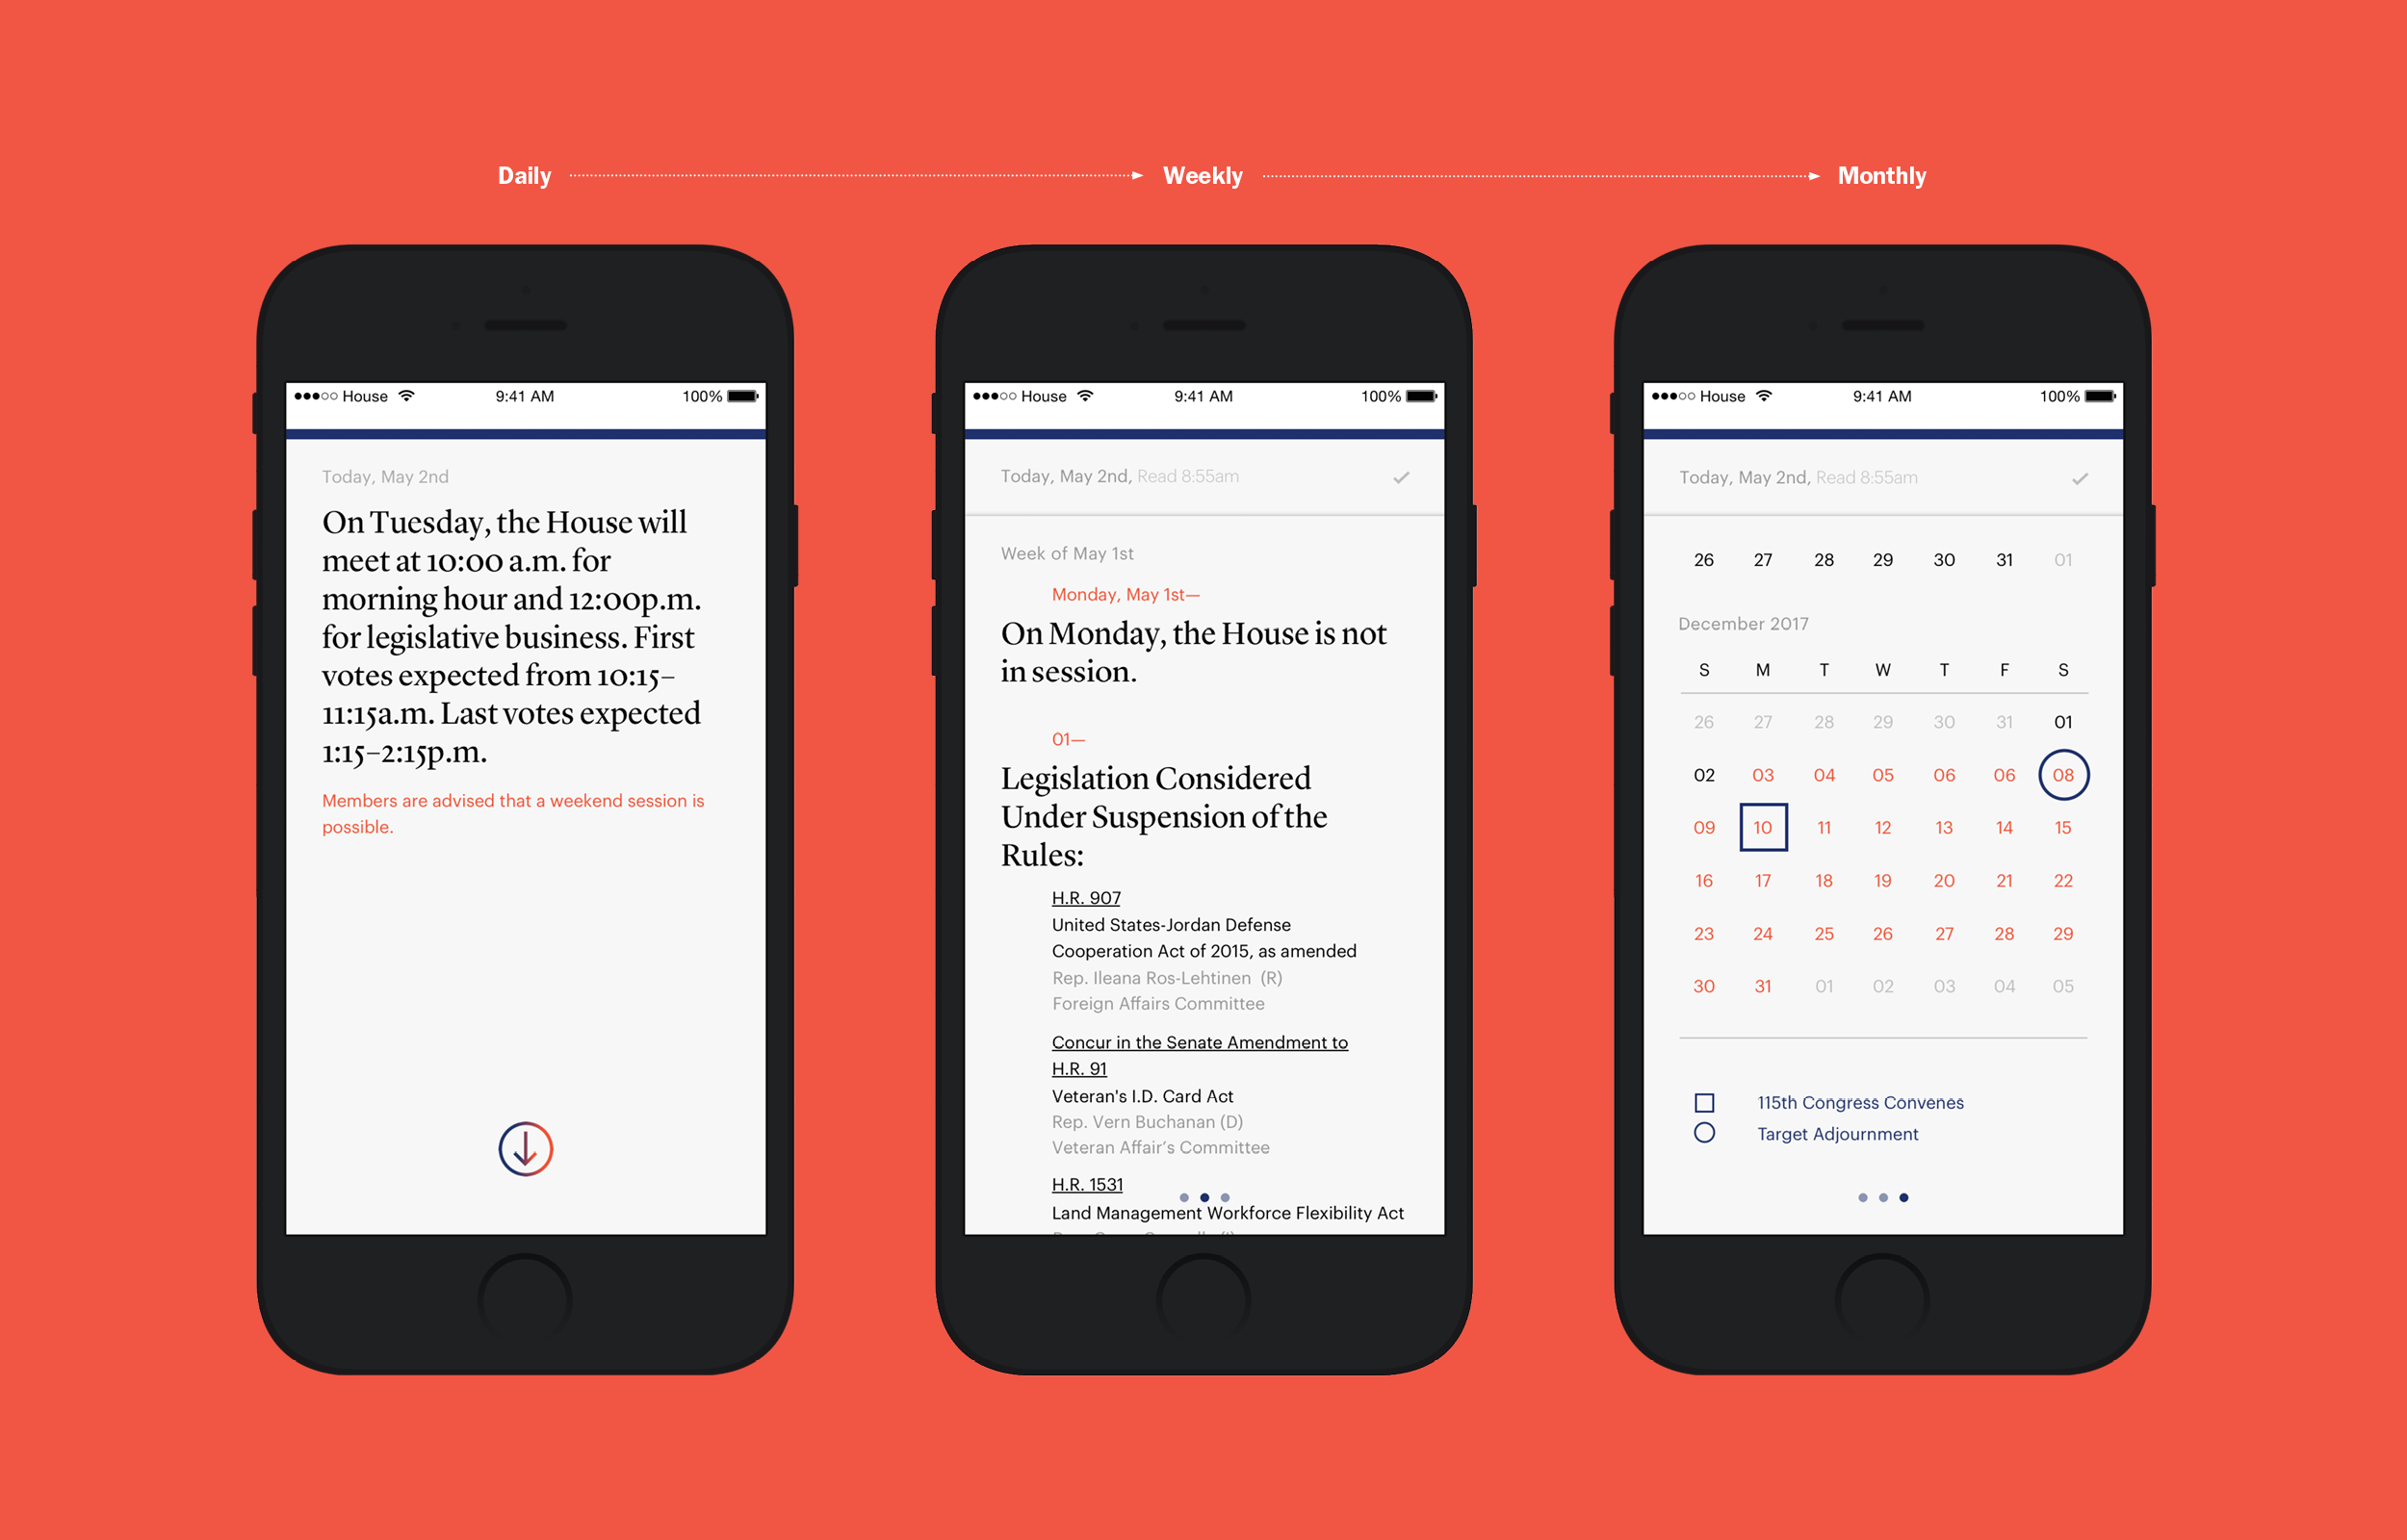 Daily Weekly Monthly
House 9:41 AM 100%
Today, May 2nd
On Tuesday, the House will
meet at 10:00 a.m. for
morning hour and 12:00p.m.
for legislative business. First
votes expected from 10:15–
11:15a.m. Last votes expected
1:15–2:15p.m.
Members are advised that a weekend session is
possible.
House 9:41 AM 100%
Today, May 2nd, Read 8:55am
Week of May 1st
Monday, May 1st—
On Monday, the House is not
in session.
01—
Legislation Considered
Under Suspension of the
Rules:
H.R. 907
United States-Jordan Defense
Cooperation Act of 2015, as amended
Rep. Ileana Ros-Lehtinen (R)
Foreign Affairs Committee
Concur in the Senate Amendment to
H.R. 91
Veteran's I.D. Card Act
Rep. Vern Buchanan (D)
Veteran Affair’s Committee
H.R. 1531
Land Management Workforce Flexibility Act
House 9:41 AM 100%
Today, May 2nd, Read 8:55am
26 27 28 29 30 31 01
December 2017
S M T W T F S
26 27 28 29 30 31 01
02 03 04 05 06 06 08
09 10 11 12 13 14 15
16 17 18 19 20 21 22
23 24 25 26 27 28 29
30 31 01 02 03 04 05
115th Congress Convenes
Target Adjournment